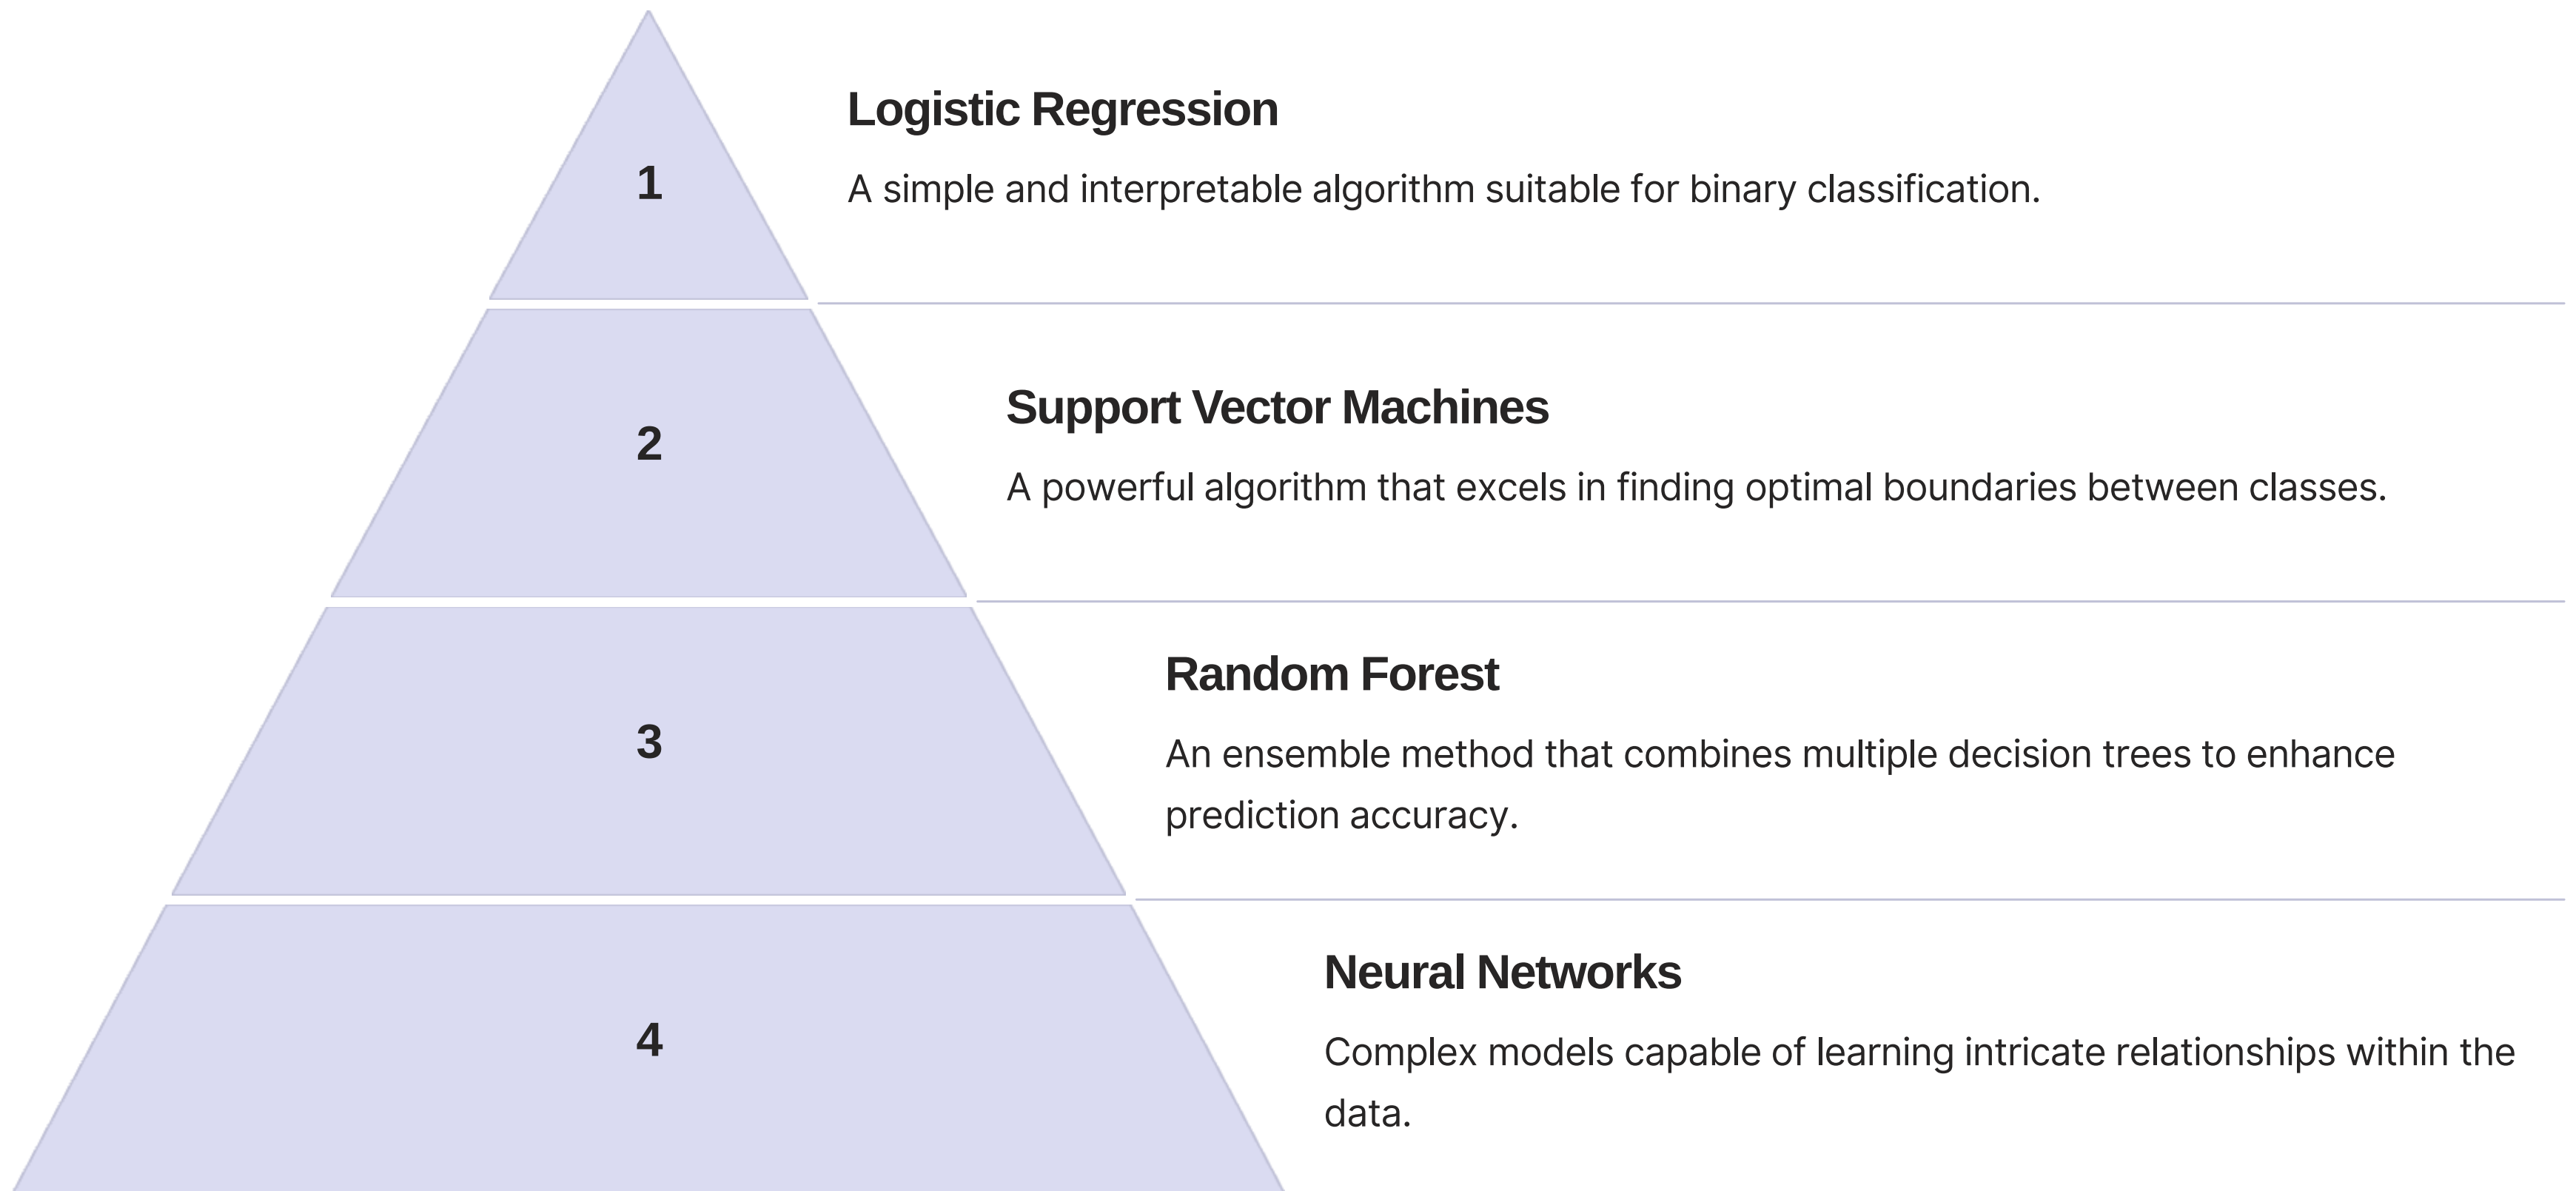 Logistic Regression
1
A simple and interpretable algorithm suitable for binary classification.
Support Vector Machines
2
A powerful algorithm that excels in finding optimal boundaries between classes.
Random Forest
3
An ensemble method that combines multiple decision trees to enhance
prediction accuracy.
Neural Networks
4
Complex models capable of learning intricate relationships within the
data.